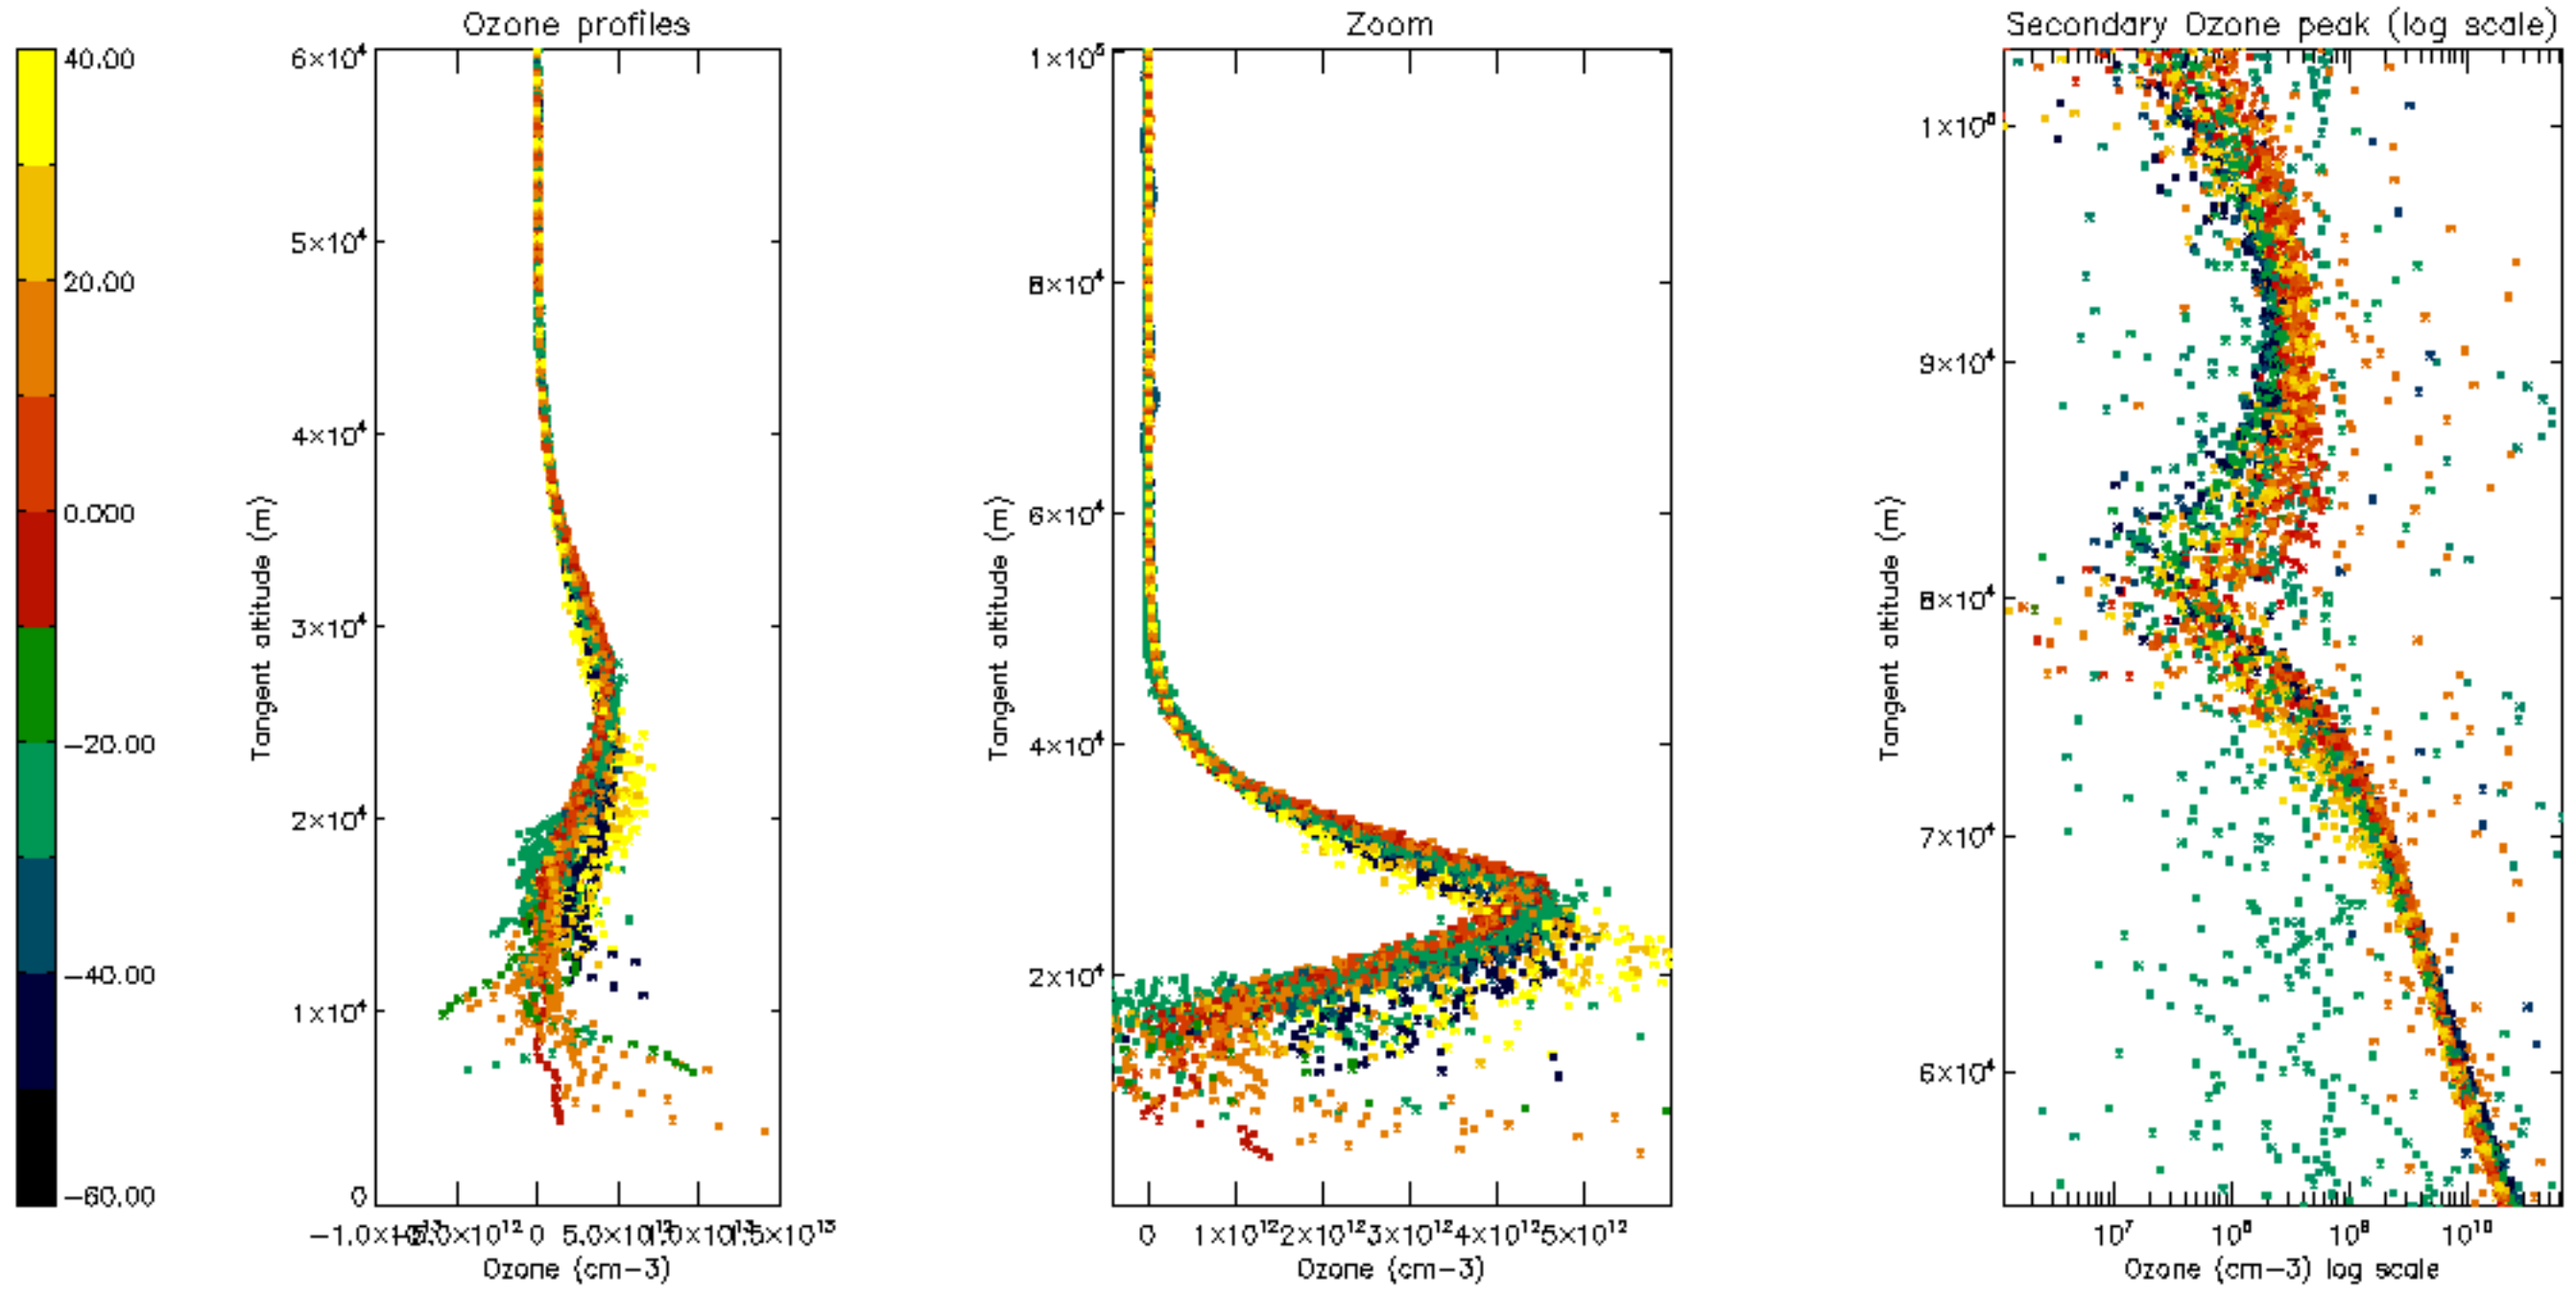 Ozone profiles
Zoom
Secondary Ozone peak (log scale)
40.00
20.00
0.000
−20.00
−40.00
−60.00
Tangent altitude (m)
6×10⁴
5×10⁴
4×10⁴
3×10⁴
2×10⁴
1×10⁴
0
0
Ozone (cm−3)
Tangent altitude (m)
1×10⁵
8×10⁴
6×10⁴
4×10⁴
2×10⁴
0 1×10¹² 2×10¹² 3×10¹² 4×10¹² 5×10¹²
Ozone (cm−3)
Tangent altitude (m)
9×10⁴
8×10⁴
7×10⁴
6×10⁴
10⁷ 10¹⁰
Ozone (cm−3) log scale